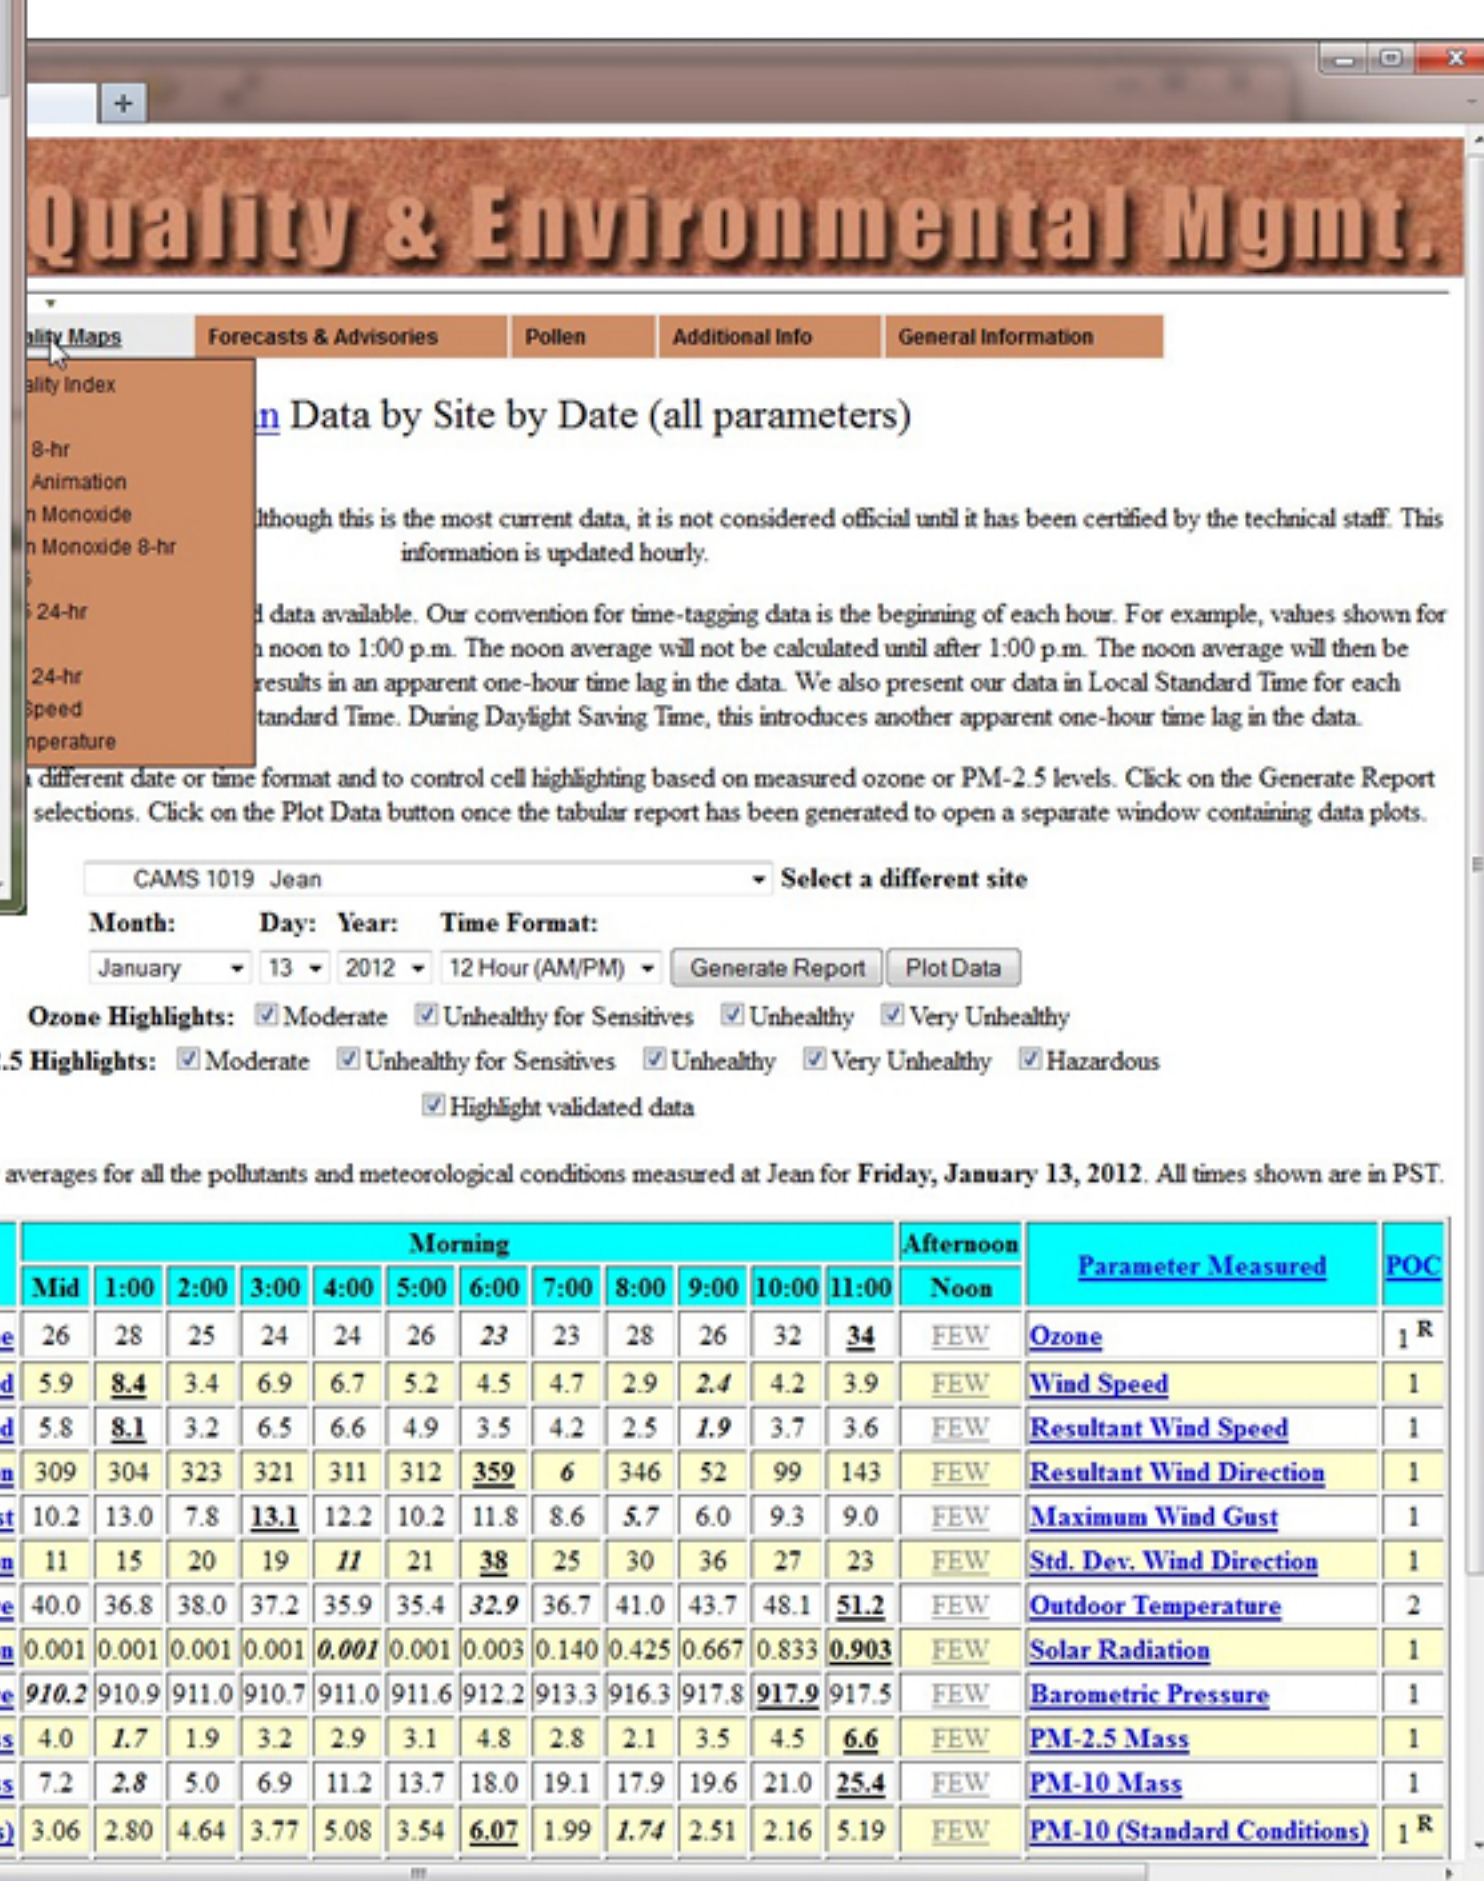 Quality & Environmental Mgmt.
ality Maps Forecasts & Advisories Pollen Additional Info General Information
ality Index
n Data by Site by Date (all parameters)
8-hr
Animation
n Monoxide
lthough this is the most current data, it is not considered official until it has been certified by the technical staff. This
n Monoxide 8-hr
information is updated hourly.
5
5 24-hr
d data available. Our convention for time-tagging data is the beginning of each hour. For example, values shown for
n noon to 1:00 p.m. The noon average will not be calculated until after 1:00 p.m. The noon average will then be
24-hr
results in an apparent one-hour time lag in the data. We also present our data in Local Standard Time for each
Speed
tandard Time. During Daylight Saving Time, this introduces another apparent one-hour time lag in the data.
mperature
a different date or time format and to control cell highlighting based on measured ozone or PM-2.5 levels. Click on the Generate Report
selections. Click on the Plot Data button once the tabular report has been generated to open a separate window containing data plots.
CAMS 1019 Jean Select a different site
Month: Day: Year: Time Format:
January 13 2012 12 Hour (AM/PM) Generate Report Plot Data
Ozone Highlights: Moderate Unhealthy for Sensitives Unhealthy Very Unhealthy
.5 Highlights: Moderate Unhealthy for Sensitives Unhealthy Very Unhealthy Hazardous
Highlight validated data
averages for all the pollutants and meteorological conditions measured at Jean for Friday, January 13, 2012. All times shown are in PST.
Morning Afternoon Parameter Measured POC
Mid 1:00 2:00 3:00 4:00 5:00 6:00 7:00 8:00 9:00 10:00 11:00 Noon
e 26 28 25 24 24 26 23 23 28 26 32 34 FEW Ozone 1 R
d 5.9 8.4 3.4 6.9 6.7 5.2 4.5 4.7 2.9 2.4 4.2 3.9 FEW Wind Speed 1
d 5.8 8.1 3.2 6.5 6.6 4.9 3.5 4.2 2.5 1.9 3.7 3.6 FEW Resultant Wind Speed 1
n 309 304 323 321 311 312 359 6 346 52 99 143 FEW Resultant Wind Direction 1
st 10.2 13.0 7.8 13.1 12.2 10.2 11.8 8.6 5.7 6.0 9.3 9.0 FEW Maximum Wind Gust 1
n 11 15 20 19 11 21 38 25 30 36 27 23 FEW Std. Dev. Wind Direction 1
e 40.0 36.8 38.0 37.2 35.9 35.4 32.9 36.7 41.0 43.7 48.1 51.2 FEW Outdoor Temperature 2
n 0.001 0.001 0.001 0.001 0.001 0.001 0.003 0.140 0.425 0.667 0.833 0.903 FEW Solar Radiation 1
e 910.2 910.9 911.0 910.7 911.0 911.6 912.2 913.3 916.3 917.8 917.9 917.5 FEW Barometric Pressure 1
s 4.0 1.7 1.9 3.2 2.9 3.1 4.8 2.8 2.1 3.5 4.5 6.6 FEW PM-2.5 Mass 1
s 7.2 2.8 5.0 6.9 11.2 13.7 18.0 19.1 17.9 19.6 21.0 25.4 FEW PM-10 Mass 1
s) 3.06 2.80 4.64 3.77 5.08 3.54 6.07 1.99 1.74 2.51 2.16 5.19 FEW PM-10 (Standard Conditions) 1 R